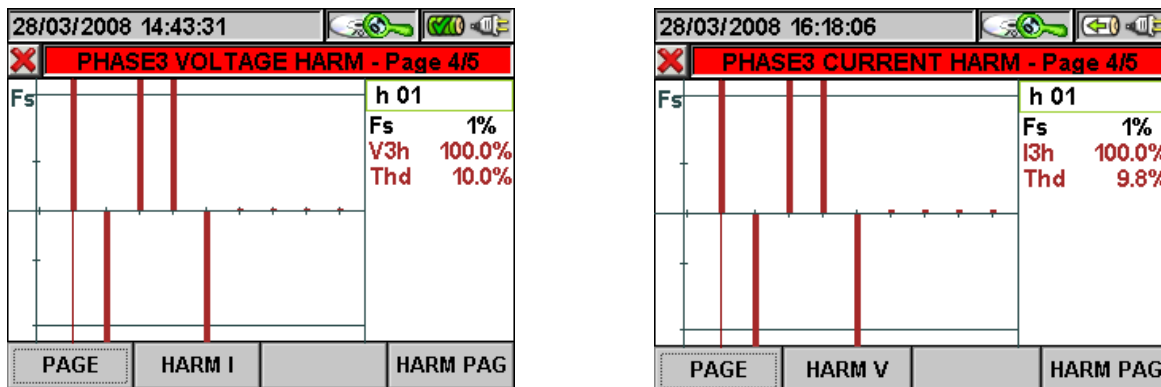 28/03/2008 14:43:31
PHASE3 VOLTAGE HARM - Page 4/5
Fs
h 01
Fs 1%
V3h 100.0%
Thd 10.0%
PAGE HARM I HARM PAG
28/03/2008 16:18:06
PHASE3 CURRENT HARM - Page 4/5
Fs
h 01
Fs 1%
I3h 100.0%
Thd 9.8%
PAGE HARM V HARM PAG